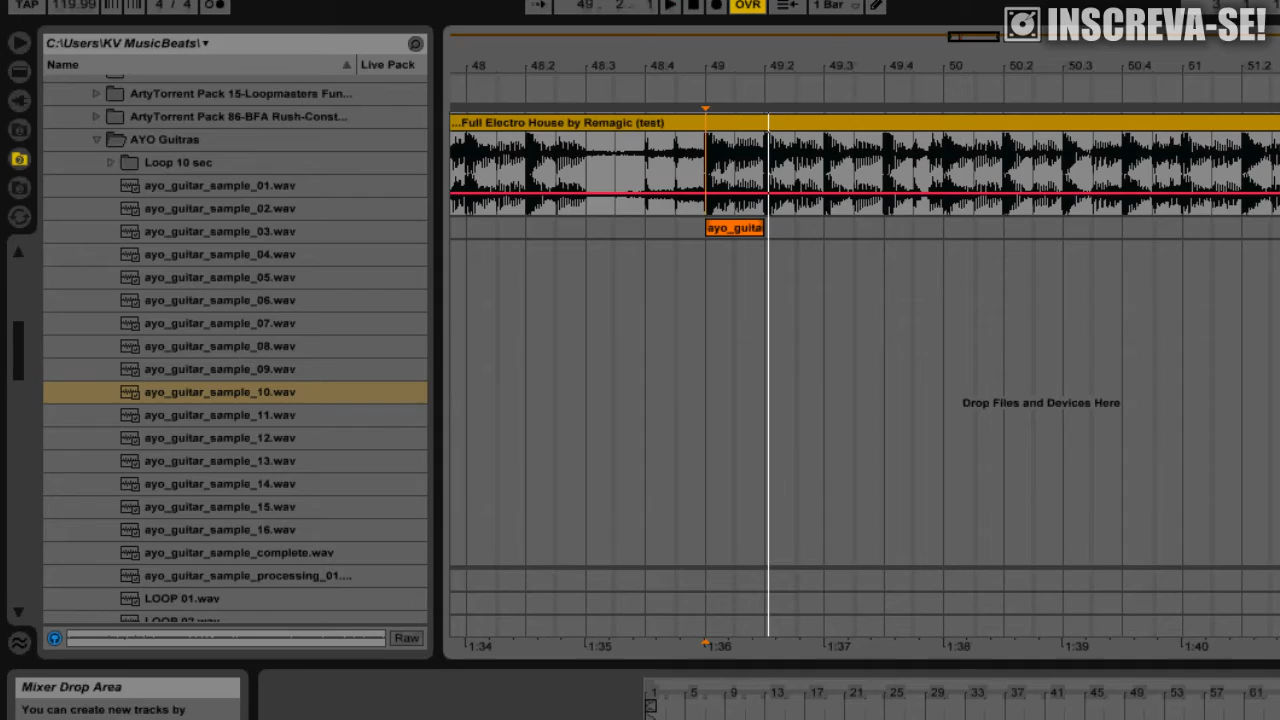 TAP 119.99 4 / 4
49. 2. 1 OVR 1 Bar
INSCREVA-SE!
C:\Users\KV MusicBeats\
Name Live Pack
ArtyTorrent Pack 15-Loopmasters Fun...
ArtyTorrent Pack 86-BFA Rush-Const...
AYO Guitras
Loop 10 sec
ayo_guitar_sample_01.wav
ayo_guitar_sample_02.wav
ayo_guitar_sample_03.wav
ayo_guitar_sample_04.wav
ayo_guitar_sample_05.wav
ayo_guitar_sample_06.wav
ayo_guitar_sample_07.wav
ayo_guitar_sample_08.wav
ayo_guitar_sample_09.wav
ayo_guitar_sample_10.wav
ayo_guitar_sample_11.wav
ayo_guitar_sample_12.wav
ayo_guitar_sample_13.wav
ayo_guitar_sample_14.wav
ayo_guitar_sample_15.wav
ayo_guitar_sample_16.wav
ayo_guitar_sample_complete.wav
ayo_guitar_sample_processing_01....
LOOP 01.wav
LOOP 02.wav
Raw
48 48.2 48.3 48.4 49 49.2 49.3 49.4 50 50.2 50.3 50.4 51 51.2
...Full Electro House by Remagic (test)
ayo_guita
Drop Files and Devices Here
1:34 1:35 1:36 1:37 1:38 1:39 1:40
Mixer Drop Area
You can create new tracks by
1 5 9 13 17 21 25 29 33 37 41 45 49 53 57 61